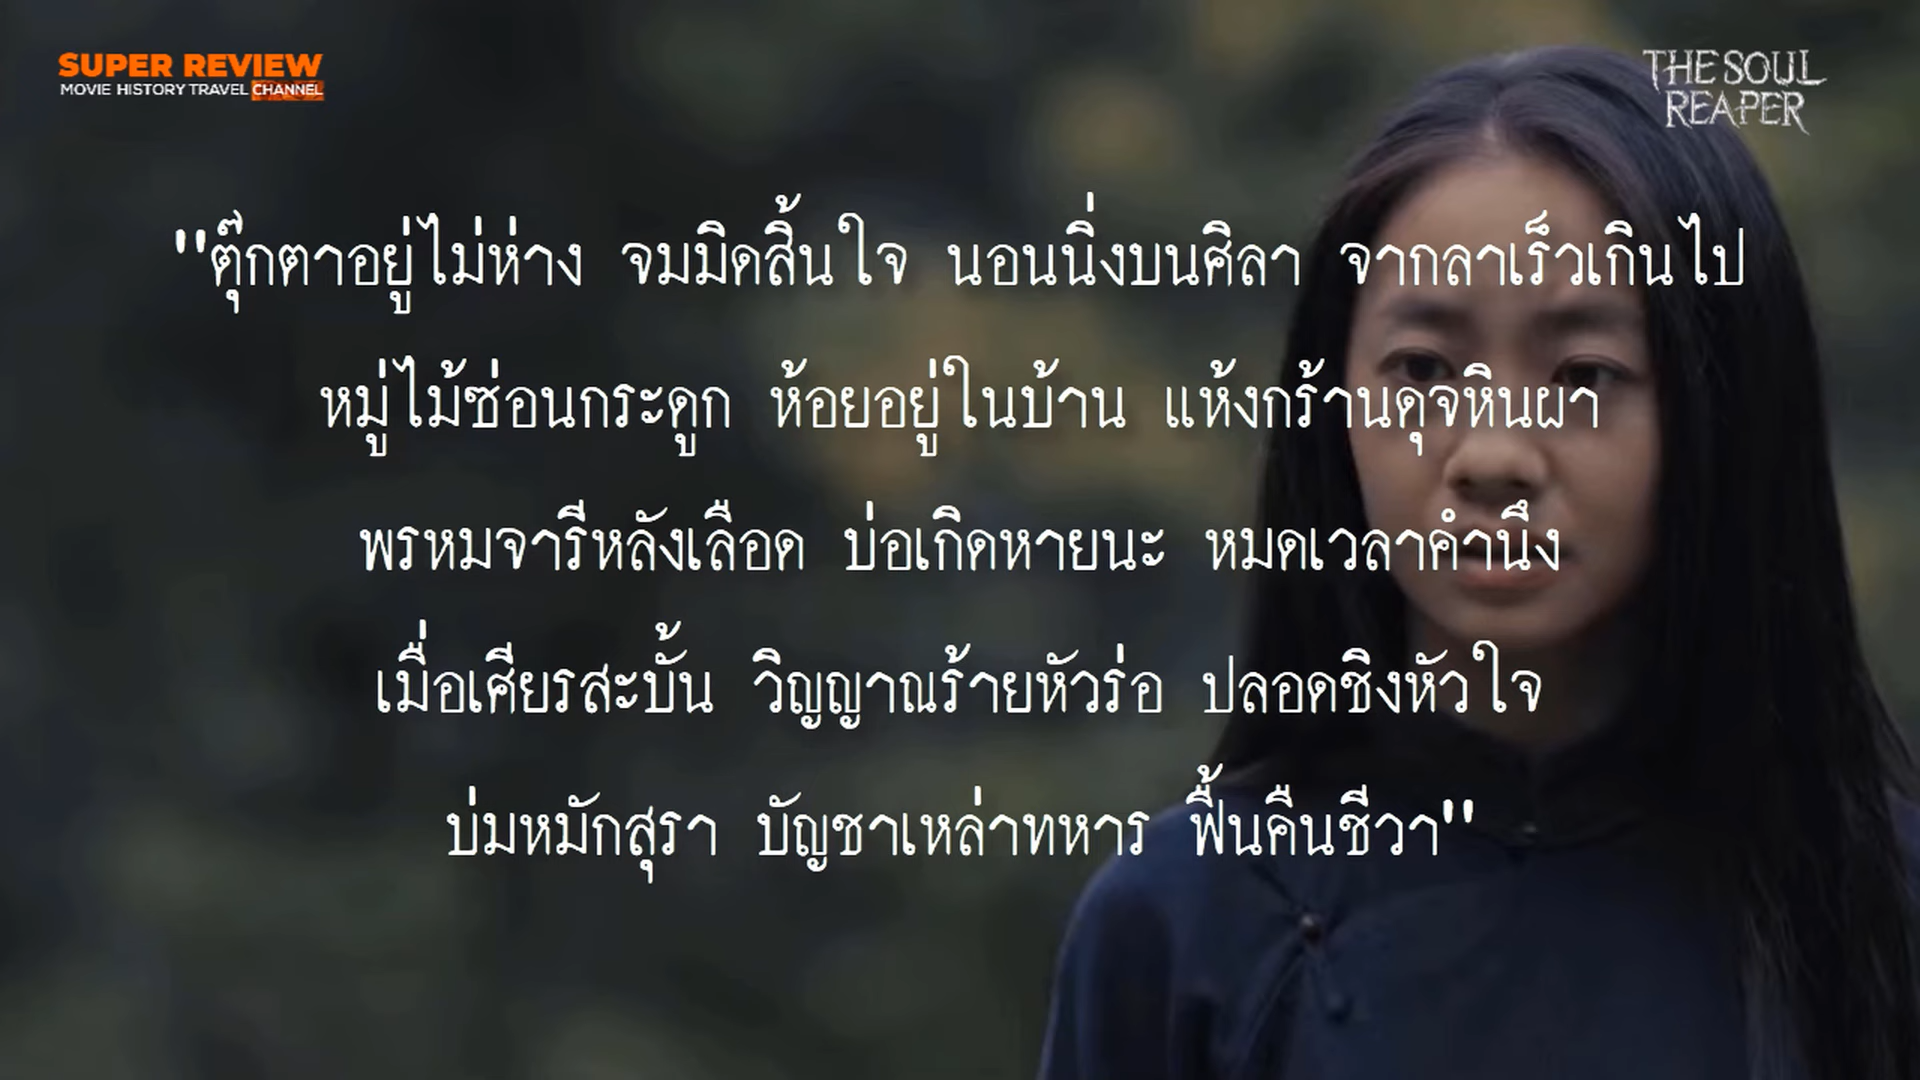 SUPER REVIEW
MOVIE HISTORY TRAVEL CHANNEL
THE SOUL
REAPER
"ตุ๊กตาอยู่ไม่ห่าง จมมิดสิ้นใจ นอนนิ่งบนศิลา จากลาเร็วเกินไป
หมู่ไม้ซ่อนกระดูก ห้อยอยู่ในบ้าน แห้งกร้านดุจหินผา
พรหมจารีหลังเลือด บ่อเกิดหายนะ หมดเวลาคำนึง
เมื่อเศียรสะบั้น วิญญาณร้ายหัวร่อ ปลอดชิงหัวใจ
บ่มหมักสุรา บัญชาเหล่าทหาร ฟื้นคืนชีวา"